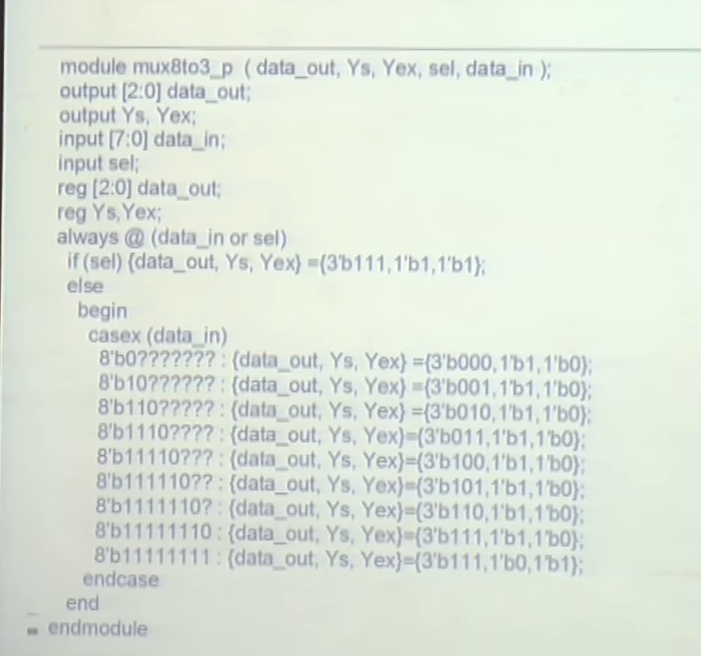 module mux8to3_p ( data_out, Ys, Yex, sel, data_in );
output [2:0] data_out;
output Ys, Yex;
input [7:0] data_in;
input sel;
reg [2:0] data_out;
reg Ys,Yex;
always @ (data_in or sel)
if (sel) {data_out, Ys, Yex} ={3'b111,1'b1,1'b1};
else
begin
casex (data_in)
8'b0??????? : {data_out, Ys, Yex} ={3'b000,1'b1,1'b0};
8'b10?????? : {data_out, Ys, Yex} ={3'b001,1'b1,1'b0};
8'b110????? : {data_out, Ys, Yex} ={3'b010,1'b1,1'b0};
8'b1110???? : {data_out, Ys, Yex}={3'b011,1'b1,1'b0};
8'b11110??? : {data_out, Ys, Yex}={3'b100,1'b1,1'b0};
8'b111110?? : {data_out, Ys, Yex}={3'b101,1'b1,1'b0};
8'b1111110? : {data_out, Ys, Yex}={3'b110,1'b1,1'b0};
8'b11111110 : {data_out, Ys, Yex}={3'b111,1'b1,1'b0};
8'b11111111 : {data_out, Ys, Yex}={3'b111,1'b0,1'b1};
endcase
end
endmodule